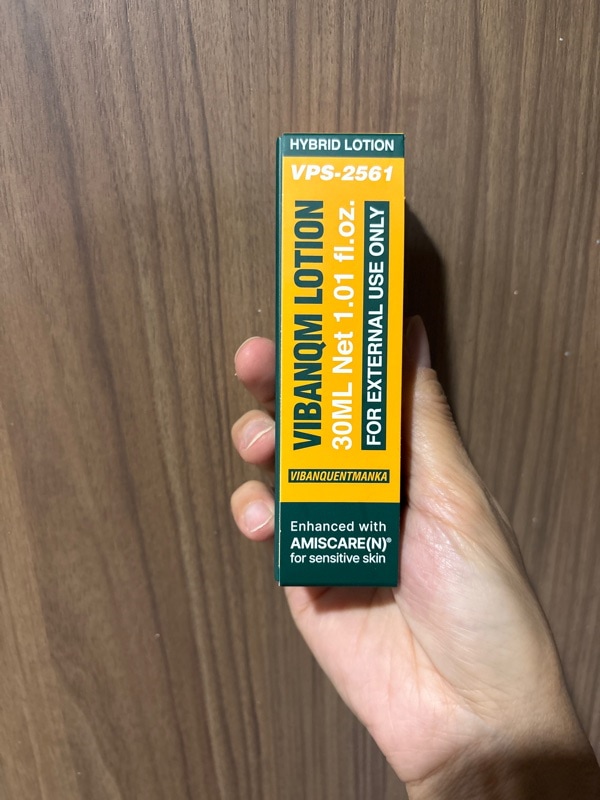 HYBRID LOTION
VPS-2561
VIBANQM LOTION
30ML Net 1.01 fl.oz.
FOR EXTERNAL USE ONLY
VIBANQUENTMANKA
Enhanced with
AMISCARE(N)®
for sensitive skin